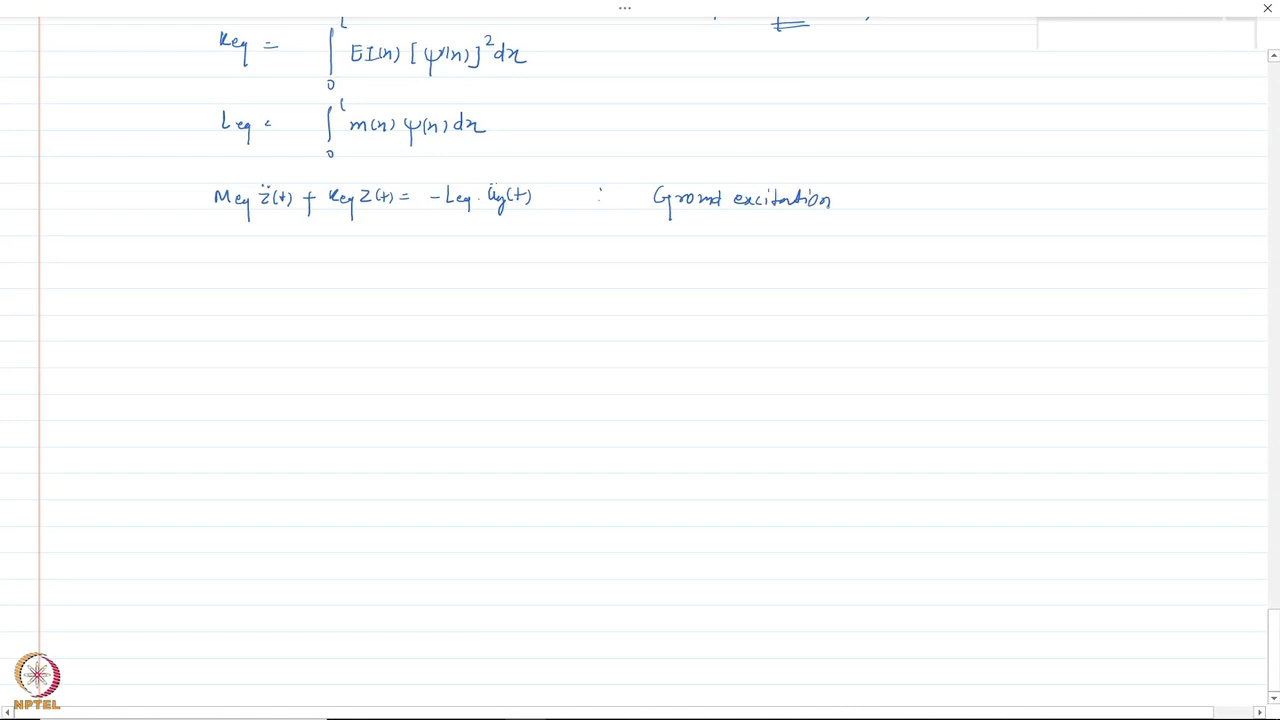 Keq = ∫₀ᴸ EI(x) [ψ''(x)]² dx
Leq = ∫₀ᴸ m(x) ψ(x) dx
Meq z̈(t) + Keq z(t) = -Leq · üg(t) : Ground excitation
NPTEL